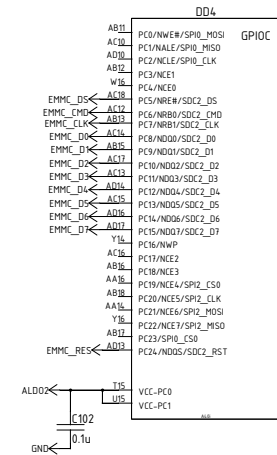 DD4
AB11 PC0/NWE#/SPI0_MOSI GPIOC
AC10 PC1/NALE/SPI0_MISO
AD10 PC2/NCLE/SPI0_CLK
AB12 PC3/NCE1
W16 PC4/NCE0
EMMC_DS AC18 PC5/NRE#/SDC2_DS
EMMC_CMD AC12 PC6/NRB0/SDC2_CMD
EMMC_CLK AB13 PC7/NRB1/SDC2_CLK
EMMC_D0 AC14 PC8/NDQ0/SDC2_D0
EMMC_D1 AB15 PC9/NDQ1/SDC2_D1
EMMC_D2 AC17 PC10/NDQ2/SDC2_D2
EMMC_D3 AC13 PC11/NDQ3/SDC2_D3
EMMC_D4 AD14 PC12/NDQ4/SDC2_D4
EMMC_D5 AC15 PC13/NDQ5/SDC2_D5
EMMC_D6 AD16 PC14/NDQ6/SDC2_D6
EMMC_D7 AD17 PC15/NDQ7/SDC2_D7
Y14 PC16/NWP
AC16 PC17/NCE2
AB16 PC18/NCE3
AA16 PC19/NCE4/SPI2_CS0
AB18 PC20/NCE5/SPI2_CLK
AA14 PC21/NCE6/SPI2_MOSI
Y16 PC22/NCE7/SPI2_MISO
AB17 PC23/SPI0_CS0
EMMC_RES AD13 PC24/NDQS/SDC2_RST
ALDO2 T15 VCC-PC0
U15 VCC-PC1
C102
0.1u
GND